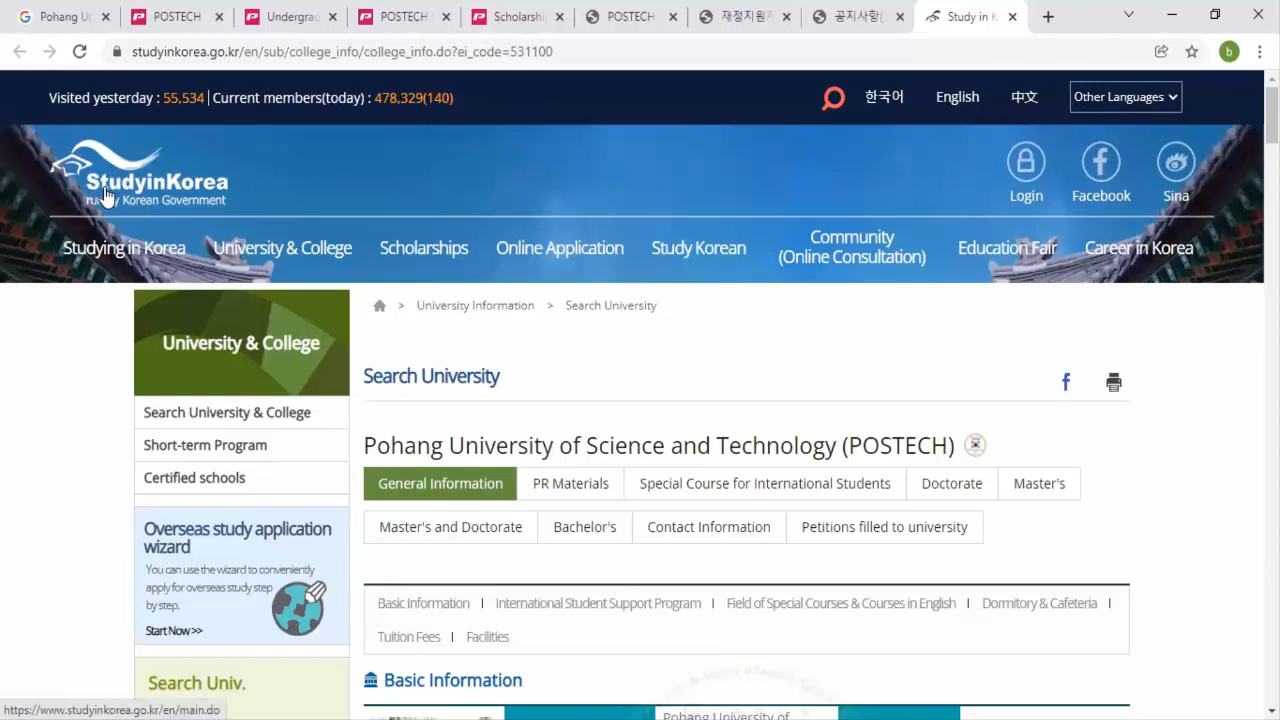 Pohang U
POSTECH
Undergrad
POSTECH
Scholarsh
POSTECH
재정지원
공지사항(
Study in K
studyinkorea.go.kr/en/sub/college_info/college_info.do?ei_code=531100
b
Visited yesterday : 55,534 | Current members(today) : 478,329(140)
한국어
English
中文
Other Languages
StudyinKorea
Korean Government
Login
Facebook
Sina
Studying in Korea
University & College
Scholarships
Online Application
Study Korean
Community
(Online Consultation)
Education Fair
Career in Korea
University & College
Search University & College
Short-term Program
Certified schools
Overseas study application
wizard
You can use the wizard to conveniently
apply for overseas study step
by step.
Start Now >>
Search Univ.
> University Information > Search University
Search University
Pohang University of Science and Technology (POSTECH)
General Information
PR Materials
Special Course for International Students
Doctorate
Master's
Master's and Doctorate
Bachelor's
Contact Information
Petitions filled to university
Basic Information | International Student Support Program | Field of Special Courses & Courses in English | Dormitory & Cafeteria |
Tuition Fees | Facilities
Basic Information
Pohang University of
https://www.studyinkorea.go.kr/en/main.do